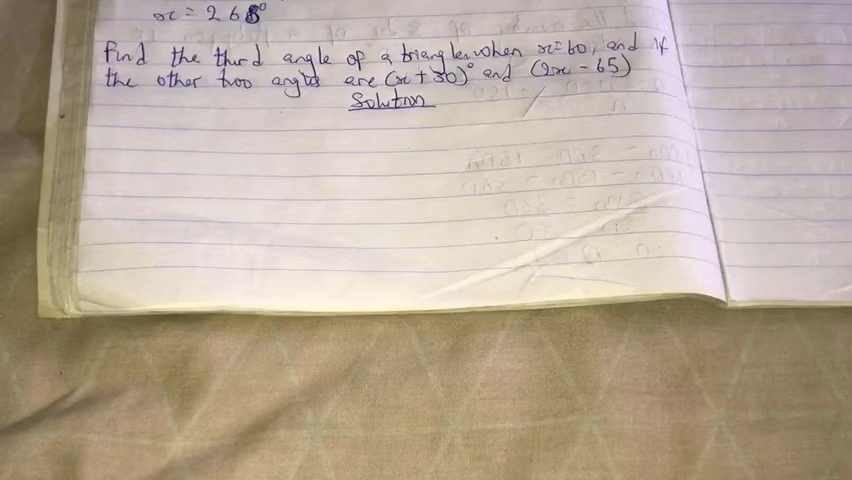 x = 268°
Find the third angle of a triangle, when x=60, and if
the other two angles are (x + 30)° and (2x - 65)
Solution